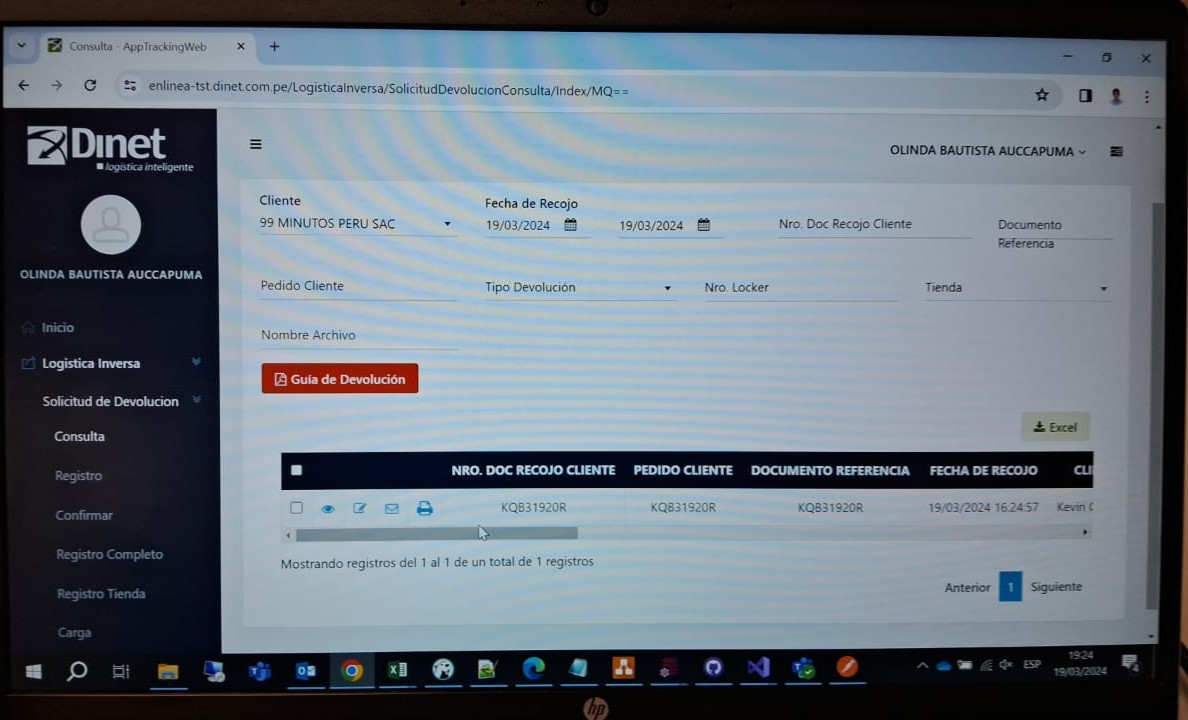 Consulta - AppTrackingWeb
enlinea-tst.dinet.com.pe/LogisticaInversa/SolicitudDevolucionConsulta/Index/MQ==
Dinet
logística inteligente
OLINDA BAUTISTA AUCCAPUMA
OLINDA BAUTISTA AUCCAPUMA
Inicio
Logistica Inversa
Solicitud de Devolucion
Consulta
Registro
Confirmar
Registro Completo
Registro Tienda
Carga
Cliente
Fecha de Recojo
99 MINUTOS PERU SAC
19/03/2024
19/03/2024
Nro. Doc Recojo Cliente
Documento
Referencia
Pedido Cliente
Tipo Devolución
Nro. Locker
Tienda
Nombre Archivo
Guía de Devolución
Excel
NRO. DOC RECOJO CLIENTE PEDIDO CLIENTE DOCUMENTO REFERENCIA FECHA DE RECOJO CLI
KQB31920R KQB31920R KQB31920R 19/03/2024 16:24:57 Kevin
Mostrando registros del 1 al 1 de un total de 1 registros
Anterior 1 Siguiente
ESP
19:24
19/03/2024
4
hp